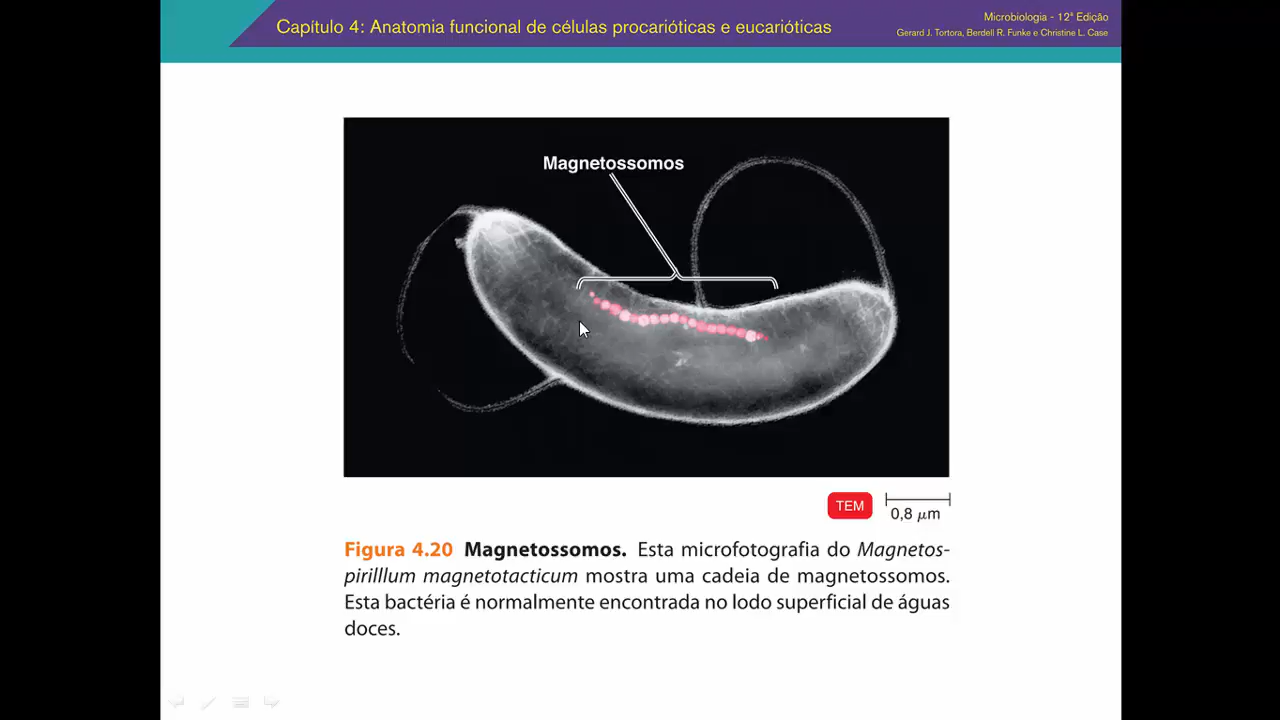 Capítulo 4: Anatomia funcional de células procarióticas e eucarióticas
Microbiologia - 12ª Edição
Gerard J. Tortora, Berdell R. Funke e Christine L. Case
Magnetossomos
TEM
0,8 μm
Figura 4.20 Magnetossomos. Esta microfotografia do Magnetos-
pirilllum magnetotacticum mostra uma cadeia de magnetossomos.
Esta bactéria é normalmente encontrada no lodo superficial de águas
doces.